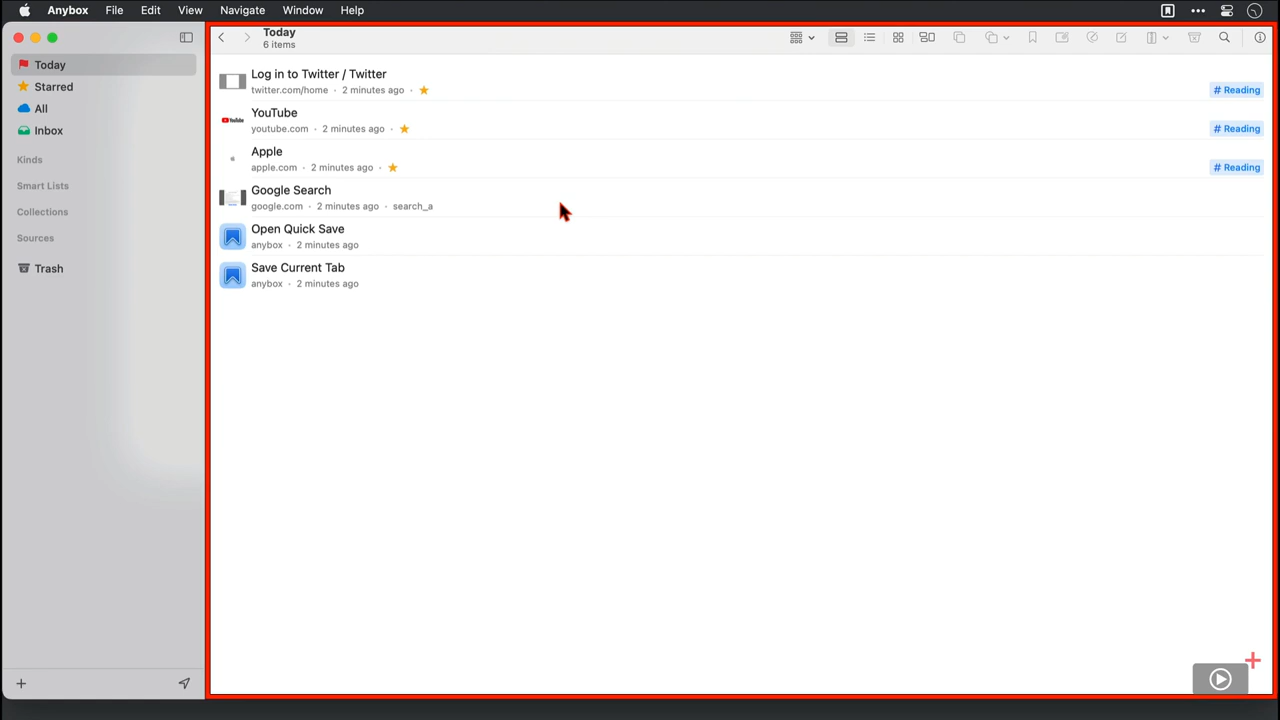 Anybox File Edit View Navigate Window Help
Today
6 items
Today
Starred
All
Inbox
Kinds
Smart Lists
Collections
Sources
Trash
Log in to Twitter / Twitter
twitter.com/home · 2 minutes ago ·
# Reading
YouTube
YouTube
youtube.com · 2 minutes ago ·
# Reading
Apple
apple.com · 2 minutes ago ·
# Reading
Google Search
google.com · 2 minutes ago · search_a
Open Quick Save
anybox · 2 minutes ago
Save Current Tab
anybox · 2 minutes ago